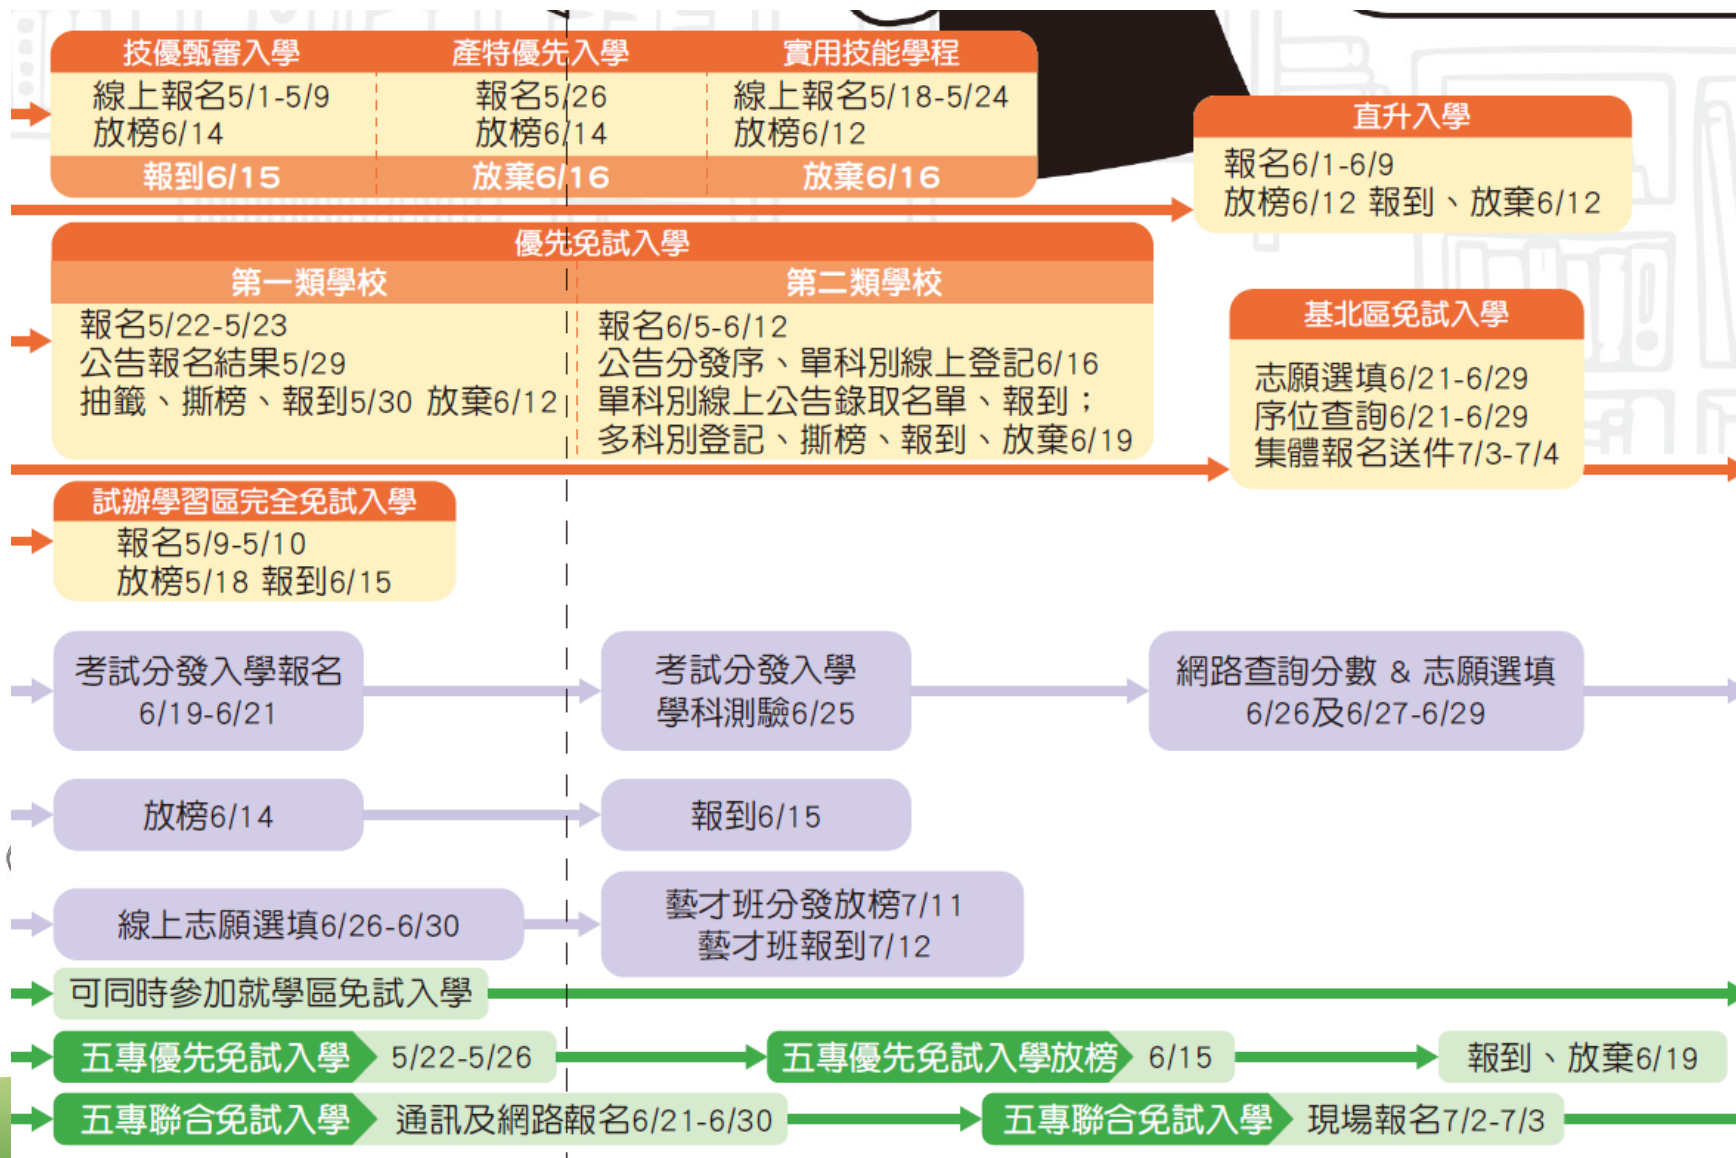 技優甄審入學
線上報名5/1-5/9
放榜6/14
報到6/15
產特優先入學
報名5/26
放榜6/14
放棄6/16
實用技能學程
線上報名5/18-5/24
放榜6/12
放棄6/16
直升入學
報名6/1-6/9
放榜6/12 報到、放棄6/12
優先免試入學
第一類學校
報名5/22-5/23
公告報名結果5/29
抽籤、撕榜、報到5/30 放棄6/12
第二類學校
報名6/5-6/12
公告分發序、單科別線上登記6/16
單科別線上公告錄取名單、報到；
多科別登記、撕榜、報到、放棄6/19
基北區免試入學
志願選填6/21-6/29
序位查詢6/21-6/29
集體報名送件7/3-7/4
試辦學習區完全免試入學
報名5/9-5/10
放榜5/18 報到6/15
考試分發入學報名
6/19-6/21
考試分發入學
學科測驗6/25
網路查詢分數 & 志願選填
6/26及6/27-6/29
放榜6/14
報到6/15
線上志願選填6/26-6/30
藝才班分發放榜7/11
藝才班報到7/12
可同時參加就學區免試入學
五專優先免試入學 5/22-5/26
五專優先免試入學放榜 6/15
報到、放棄6/19
五專聯合免試入學 通訊及網路報名6/21-6/30
五專聯合免試入學 現場報名7/2-7/3